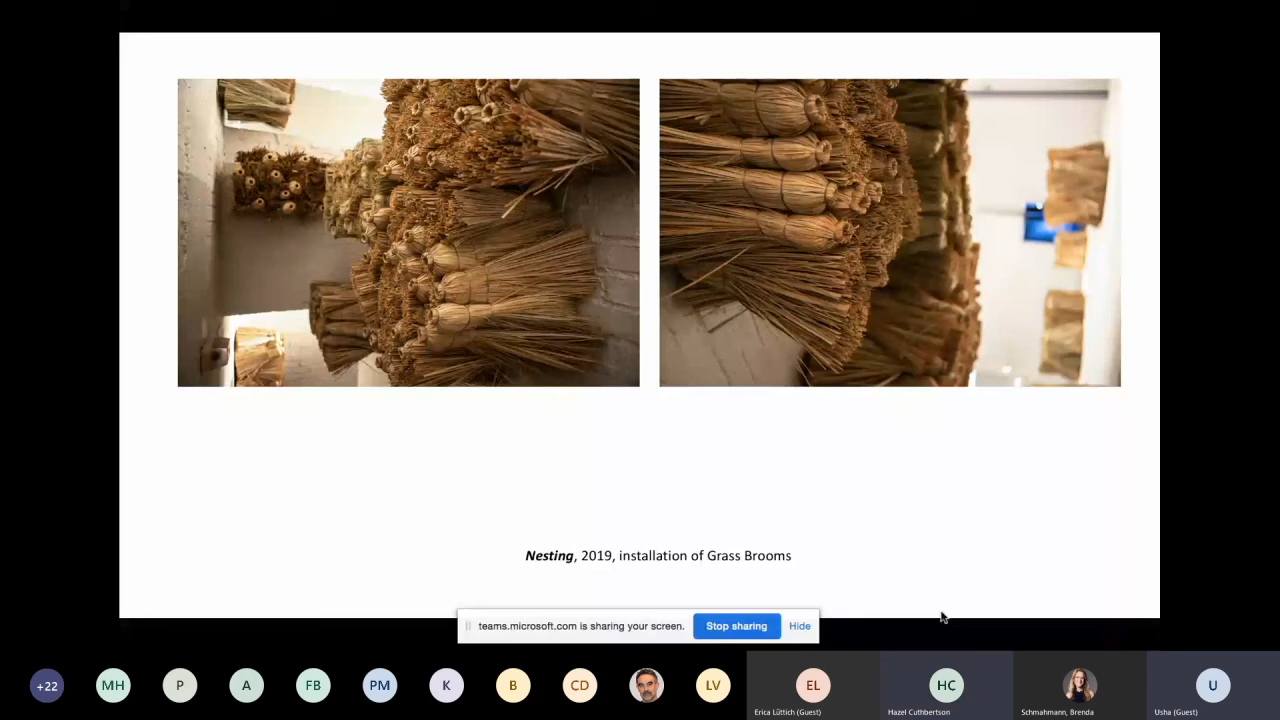 Nesting, 2019, installation of Grass Brooms
teams.microsoft.com is sharing your screen. Stop sharing Hide
+22 MH P A FB PM K B CD LV EL HC U
Erica Lüttich (Guest) Hazel Cuthbertson Schmahmann, Brenda Usha (Guest)